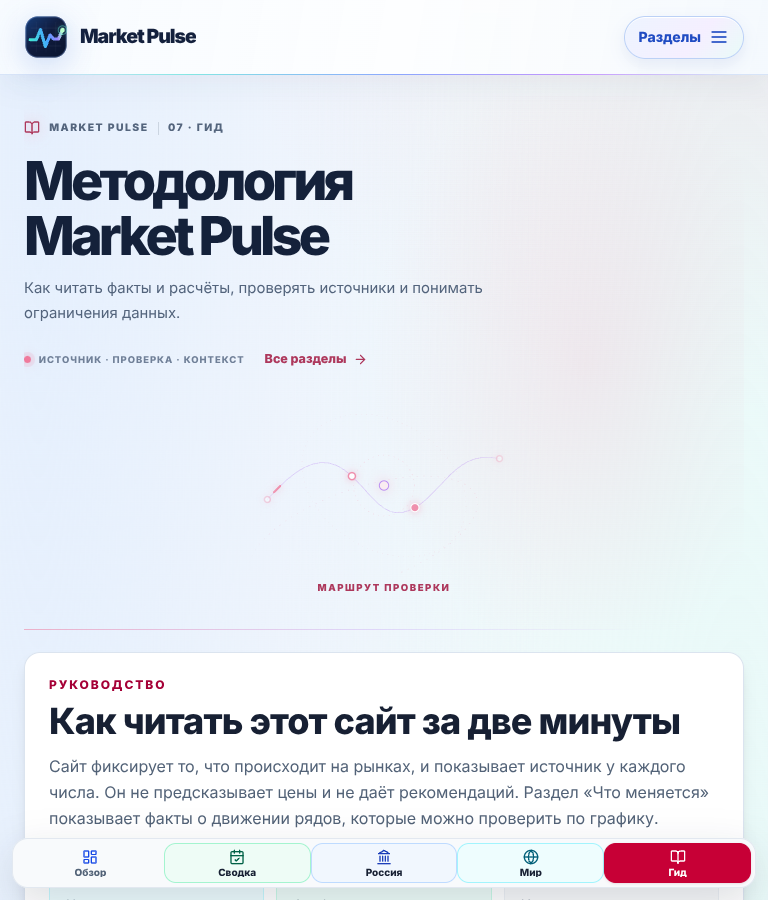 Market Pulse
Разделы
MARKET PULSE 07 · ГИД
Методология
Market Pulse
Как читать факты и расчёты, проверять источники и понимать
ограничения данных.
ИСТОЧНИК · ПРОВЕРКА · КОНТЕКСТ Все разделы →
МАРШРУТ ПРОВЕРКИ
РУКОВОДСТВО
Как читать этот сайт за две минуты
Сайт фиксирует то, что происходит на рынках, и показывает источник у каждого
числа. Он не предсказывает цены и не даёт рекомендаций. Раздел «Что меняется»
показывает факты о движении рядов, которые можно проверить по графику.
Обзор Сводка Россия Мир Гид